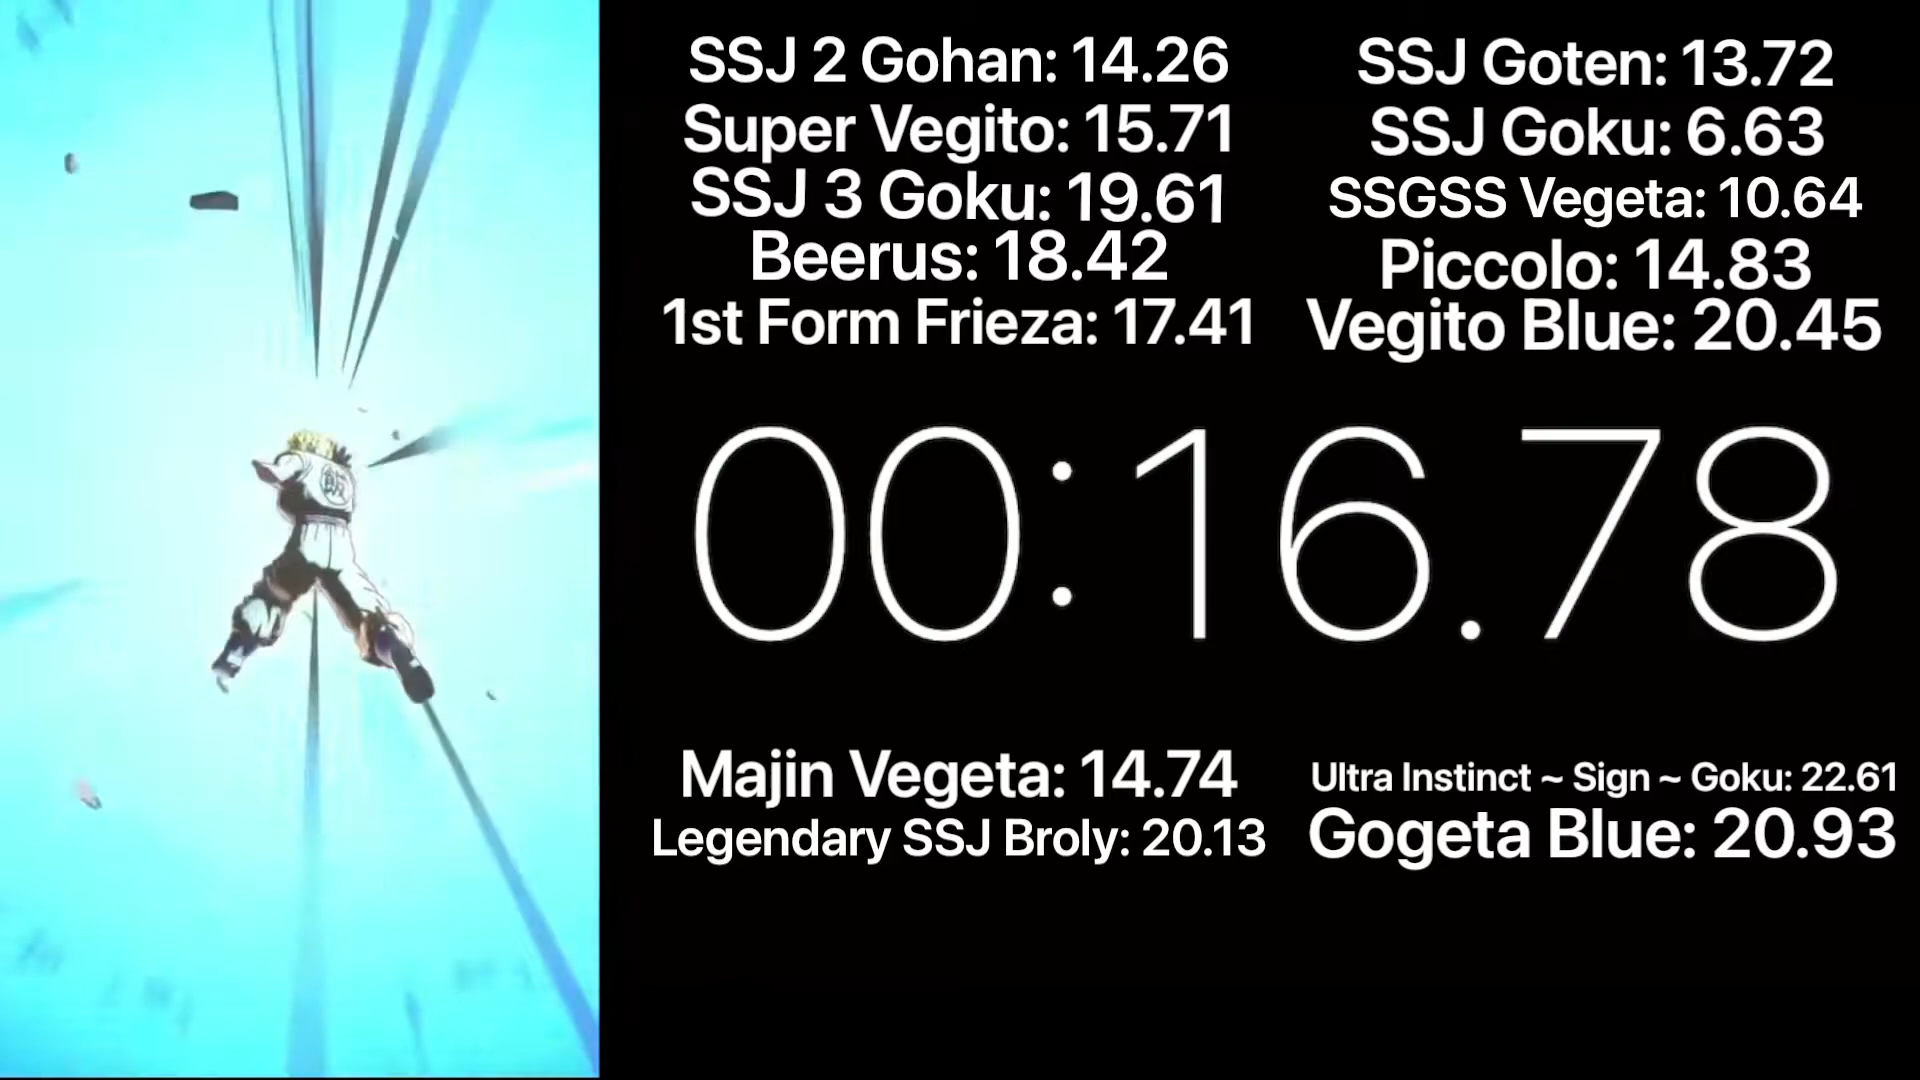 SSJ 2 Gohan: 14.26
Super Vegito: 15.71
SSJ 3 Goku: 19.61
Beerus: 18.42
1st Form Frieza: 17.41
SSJ Goten: 13.72
SSJ Goku: 6.63
SSGSS Vegeta: 10.64
Piccolo: 14.83
Vegito Blue: 20.45
飯
00:16.78
Majin Vegeta: 14.74
Legendary SSJ Broly: 20.13
Ultra Instinct ~ Sign ~ Goku: 22.61
Gogeta Blue: 20.93